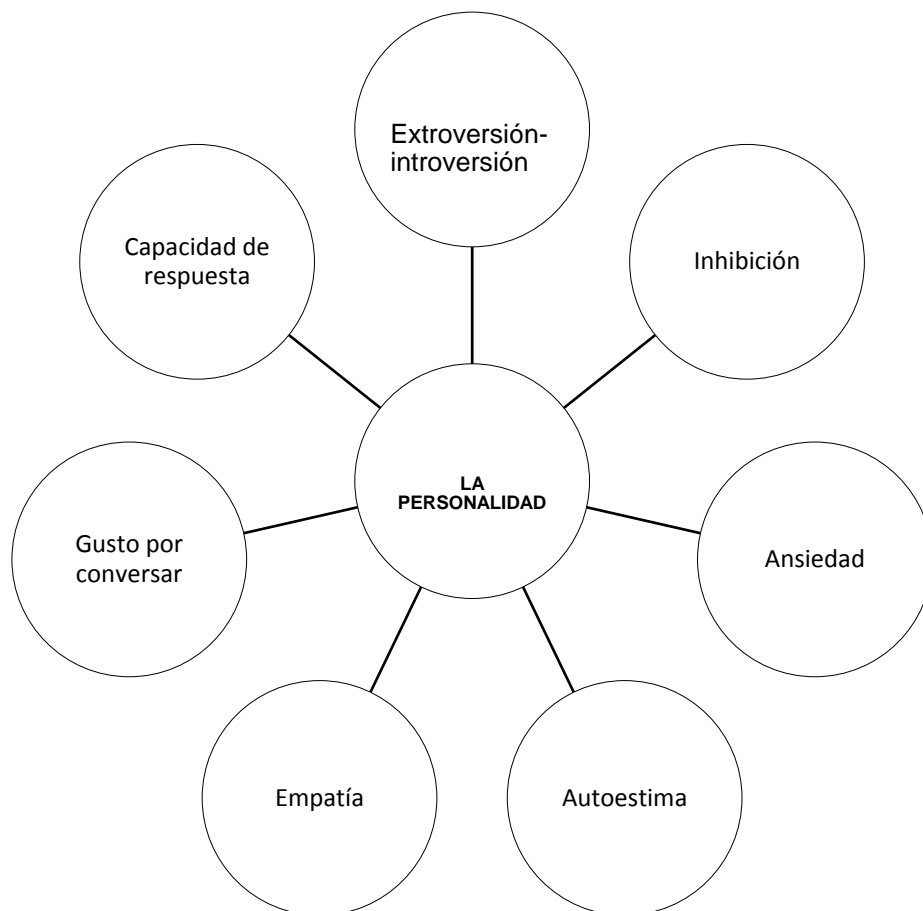 Extroversión-
introversión
Inhibición
Ansiedad
Autoestima
Empatía
Gusto por
conversar
Capacidad de
respuesta
LA
PERSONALIDAD